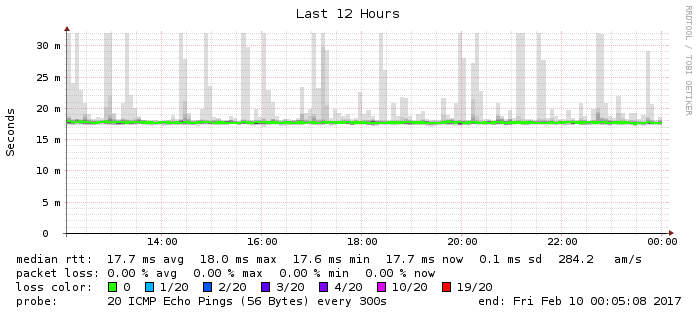 Last 12 Hours
RRDTOOL / TOBI OETIKER
Seconds
30 m
25 m
20 m
15 m
10 m
5 m
0
14:00 16:00 18:00 20:00 22:00 00:00
median rtt: 17.7 ms avg 18.0 ms max 17.6 ms min 17.7 ms now 0.1 ms sd 284.2 am/s
packet loss: 0.00 % avg 0.00 % max 0.00 % min 0.00 % now
loss color: 0 1/20 2/20 3/20 4/20 10/20 19/20
probe: 20 ICMP Echo Pings (56 Bytes) every 300s end: Fri Feb 10 00:05:08 2017